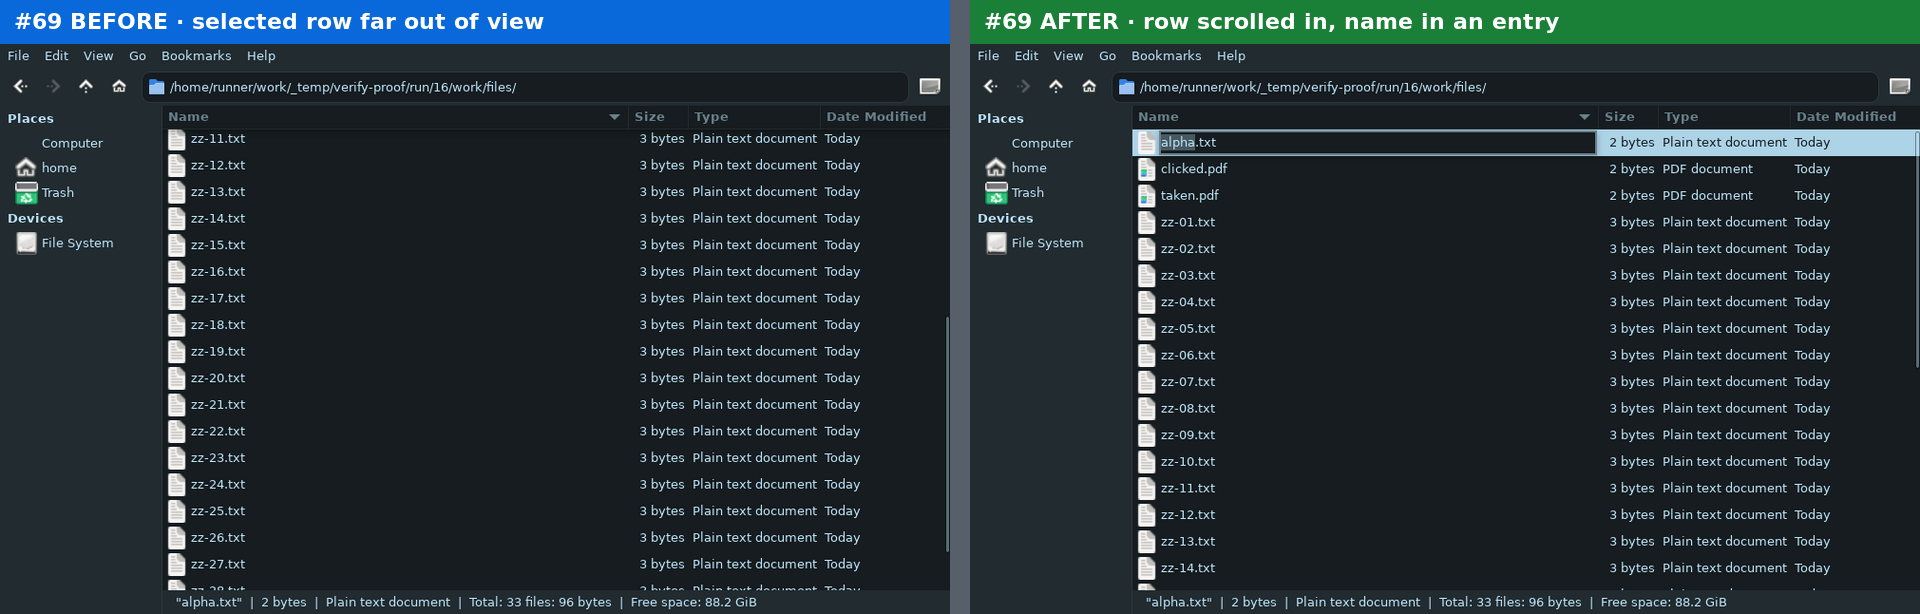 #69 BEFORE · selected row far out of view
File Edit View Go Bookmarks Help
/home/runner/work/_temp/verify-proof/run/16/work/files/
Places
Computer
home
Trash
Devices
File System
Name Size Type Date Modified
zz-11.txt 3 bytes Plain text document Today
zz-12.txt 3 bytes Plain text document Today
zz-13.txt 3 bytes Plain text document Today
zz-14.txt 3 bytes Plain text document Today
zz-15.txt 3 bytes Plain text document Today
zz-16.txt 3 bytes Plain text document Today
zz-17.txt 3 bytes Plain text document Today
zz-18.txt 3 bytes Plain text document Today
zz-19.txt 3 bytes Plain text document Today
zz-20.txt 3 bytes Plain text document Today
zz-21.txt 3 bytes Plain text document Today
zz-22.txt 3 bytes Plain text document Today
zz-23.txt 3 bytes Plain text document Today
zz-24.txt 3 bytes Plain text document Today
zz-25.txt 3 bytes Plain text document Today
zz-26.txt 3 bytes Plain text document Today
zz-27.txt 3 bytes Plain text document Today
"alpha.txt" | 2 bytes | Plain text document | Total: 33 files: 96 bytes | Free space: 88.2 GiB
#69 AFTER · row scrolled in, name in an entry
File Edit View Go Bookmarks Help
/home/runner/work/_temp/verify-proof/run/16/work/files/
Places
Computer
home
Trash
Devices
File System
Name Size Type Date Modified
alpha.txt 2 bytes Plain text document Today
clicked.pdf 2 bytes PDF document Today
taken.pdf 2 bytes PDF document Today
zz-01.txt 3 bytes Plain text document Today
zz-02.txt 3 bytes Plain text document Today
zz-03.txt 3 bytes Plain text document Today
zz-04.txt 3 bytes Plain text document Today
zz-05.txt 3 bytes Plain text document Today
zz-06.txt 3 bytes Plain text document Today
zz-07.txt 3 bytes Plain text document Today
zz-08.txt 3 bytes Plain text document Today
zz-09.txt 3 bytes Plain text document Today
zz-10.txt 3 bytes Plain text document Today
zz-11.txt 3 bytes Plain text document Today
zz-12.txt 3 bytes Plain text document Today
zz-13.txt 3 bytes Plain text document Today
zz-14.txt 3 bytes Plain text document Today
"alpha.txt" | 2 bytes | Plain text document | Total: 33 files: 96 bytes | Free space: 88.2 GiB